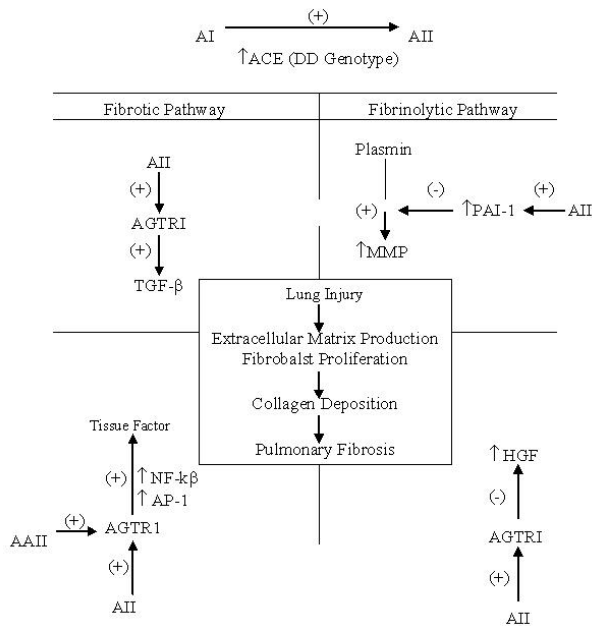 (+)
AI AII
↑ACE (DD Genotype)
Fibrotic Pathway Fibrinolytic Pathway
AII
(+)
AGTRI
(+)
TGF-β
Plasmin
(-) (+)
(+) ↑PAI-1 AII
↑MMP
Lung Injury
Extracellular Matrix Production
Fibrobalst Proliferation
Collagen Deposition
Pulmonary Fibrosis
Tissue Factor
(+) ↑ NF-kβ
↑ AP-1
(+)
AAII AGTR1
(+)
AII
↑HGF
(-)
AGTRI
(+)
AII